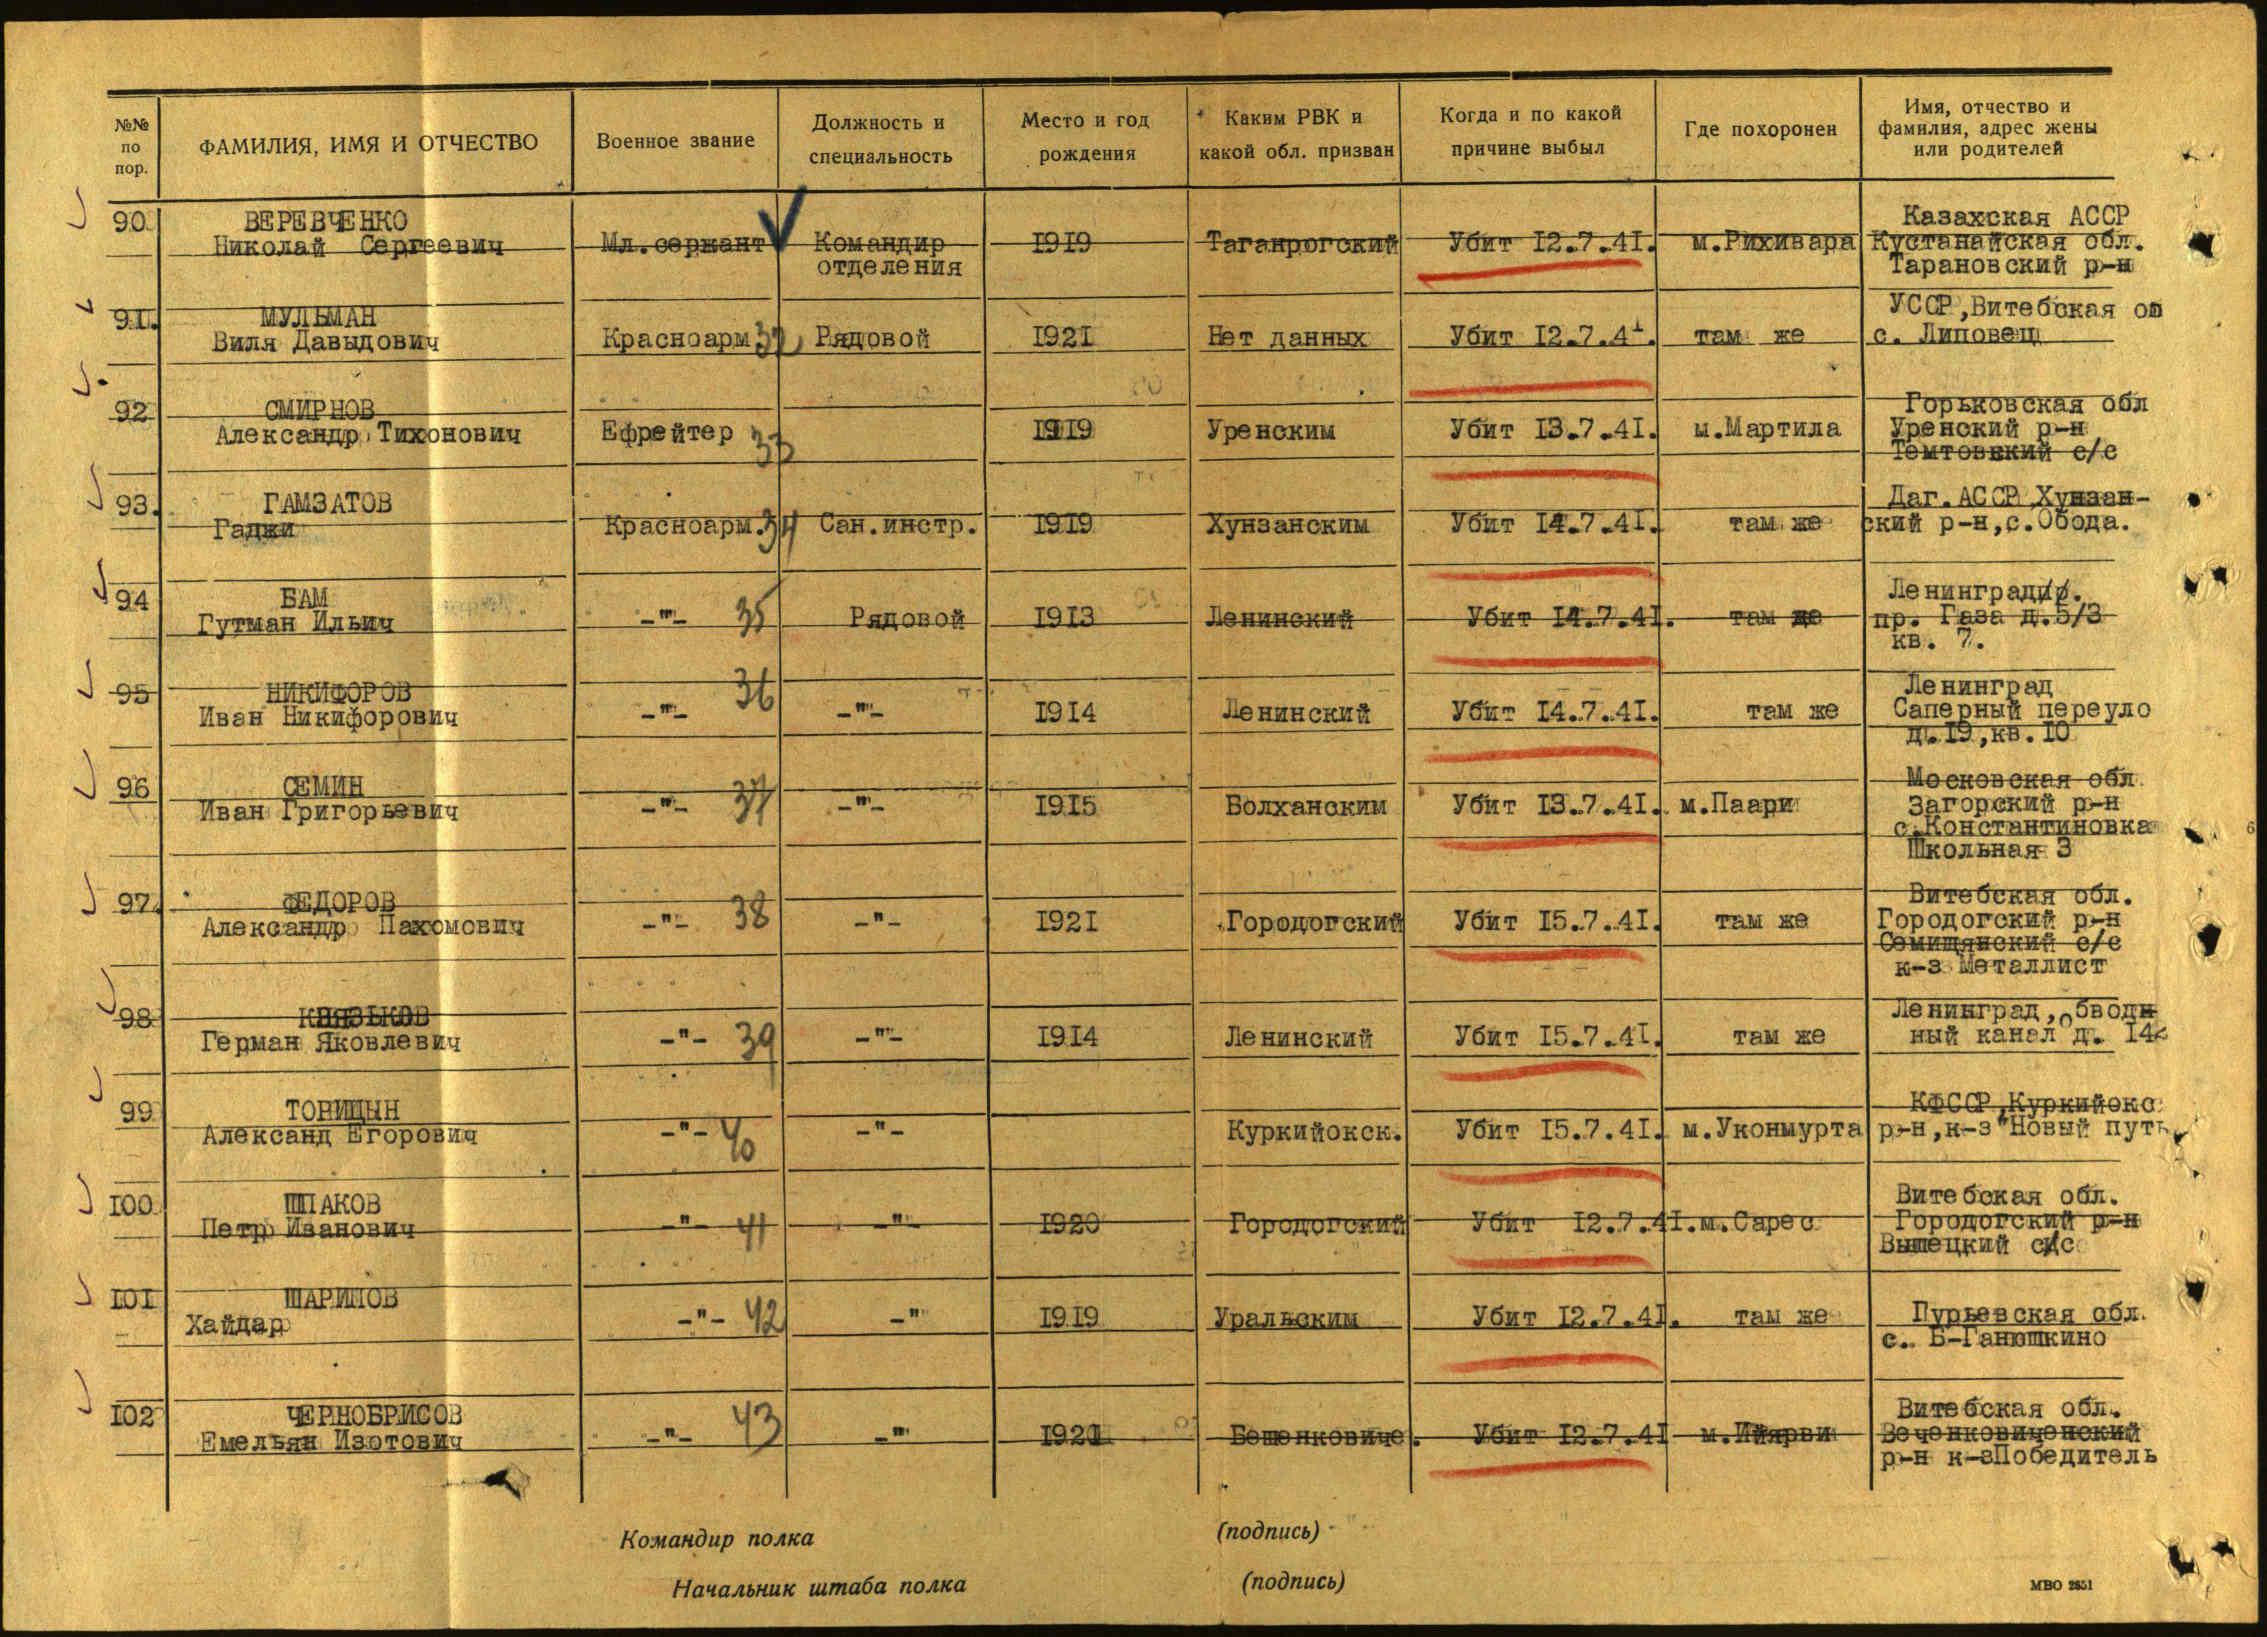 №№ по пор.
ФАМИЛИЯ, ИМЯ И ОТЧЕСТВО
Военное звание
Должность и специальность
Место и год рождения
Каким РВК и какой обл. призван
Когда и по какой причине выбыл
Где похоронен
Имя, отчество и фамилия, адрес жены или родителей
90.
ВЕРЕВЧЕНКО
Николай Сергеевич
Мл.сержант
Командир
отделения
1919
Таганрогский
Убит 12.7.41.
м.Рихивара
Казахская АССР
Кустанайская обл.
Тарановский р-н
91.
МУЛЬМАН
Виля Давыдович
Красноарм
32
Рядовой
1921
Нет данных
Убит 12.7.41.
там же
УССР,Витебская об
с. Липовец
92
СМИРНОВ
Александр Тихонович
Ефрейтер
33
1919
Уренским
Убит 13.7.41.
м.Мартила
Горьковская обл
Уренский р-н
Темтовский с/с
93.
ГАМЗАТОВ
Гаджи
Красноарм.
34
Сан.инстр.
1919
Хунзанским
Убит 14.7.41.
там же
Даг.АССР Хунзан-
ский р-н,с.Обода.
94
БАМ
Гутман Ильич
-"-
35
Рядовой
1913
Ленинский
Убит 14.7.41.
там же
Ленинград
пр. Газа д.5/3
кв. 7.
95
НИКИФОРОВ
Иван Никифорович
-"-
36
-"-
1914
Ленинский
Убит 14.7.41.
там же
Ленинград
Саперный переуло
д.19,кв.10
96
СЕМИН
Иван Григорьевич
-"-
37
-"-
1915
Болханским
Убит 13.7.41.
м.Паари
Московская обл
Загорский р-н
с.Константиновка
Школьная 3
97.
ФЕДОРОВ
Александр Пахомович
-"-
38
-"-
1921
Городогский
Убит 15.7.41.
там же
Витебская обл.
Городогский р-н
Семищянский с/с
к-з Металлист
98
КНЯЗЬКОВ
Герман Яковлевич
-"-
39
-"-
1914
Ленинский
Убит 15.7.41.
там же
Ленинград, обводн
ный канал д. 142
99
ТОВИЦЫН
Александ Егорович
-"-
40
-"-
Куркийокск.
Убит 15.7.41.
м.Уконмурта
КФССР,Куркийокс
р-н,к-з"Новый путь
100
ШПАКОВ
Петр Иванович
-"-
41
-"-
1920
Городогский
Убит 12.7.41.
м.Сарес
Витебская обл.
Городогский р-н
Вышецкий с/с
101
ШАРИПОВ
Хайдар
-"-
42
-"
1919
Уральским
Убит 12.7.41.
там же
Гурьевская обл.
с. Б-Ганюшкино
102
ЧЕРНОБРИСОВ
Емельян Изотович
-"-
43
-"
1921
Бешенковиче.
Убит 12.7.41
м.Ийярви
Витебская обл.
Беченковиченский
р-н к-зПобедитель
Командир полка
(подпись)
Начальник штаба полка
(подпись)
МВО 2651